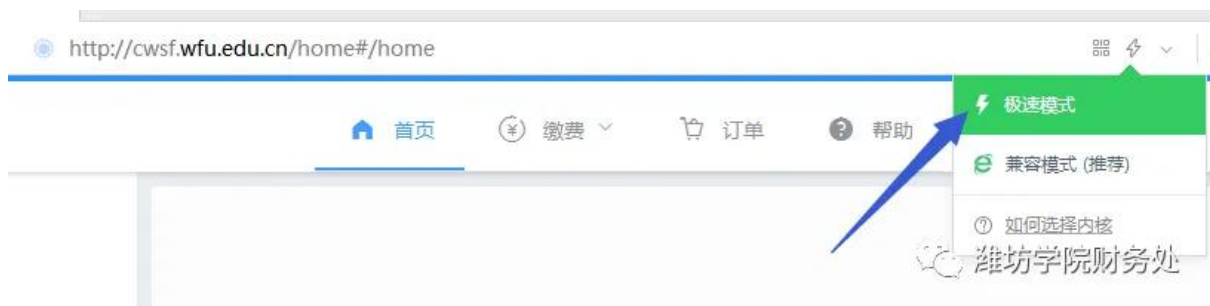 http://cwsf.wfu.edu.cn/home#/home
首页 缴费 订单 帮助
极速模式
兼容模式 (推荐)
如何选择内核
潍坊学院财务处